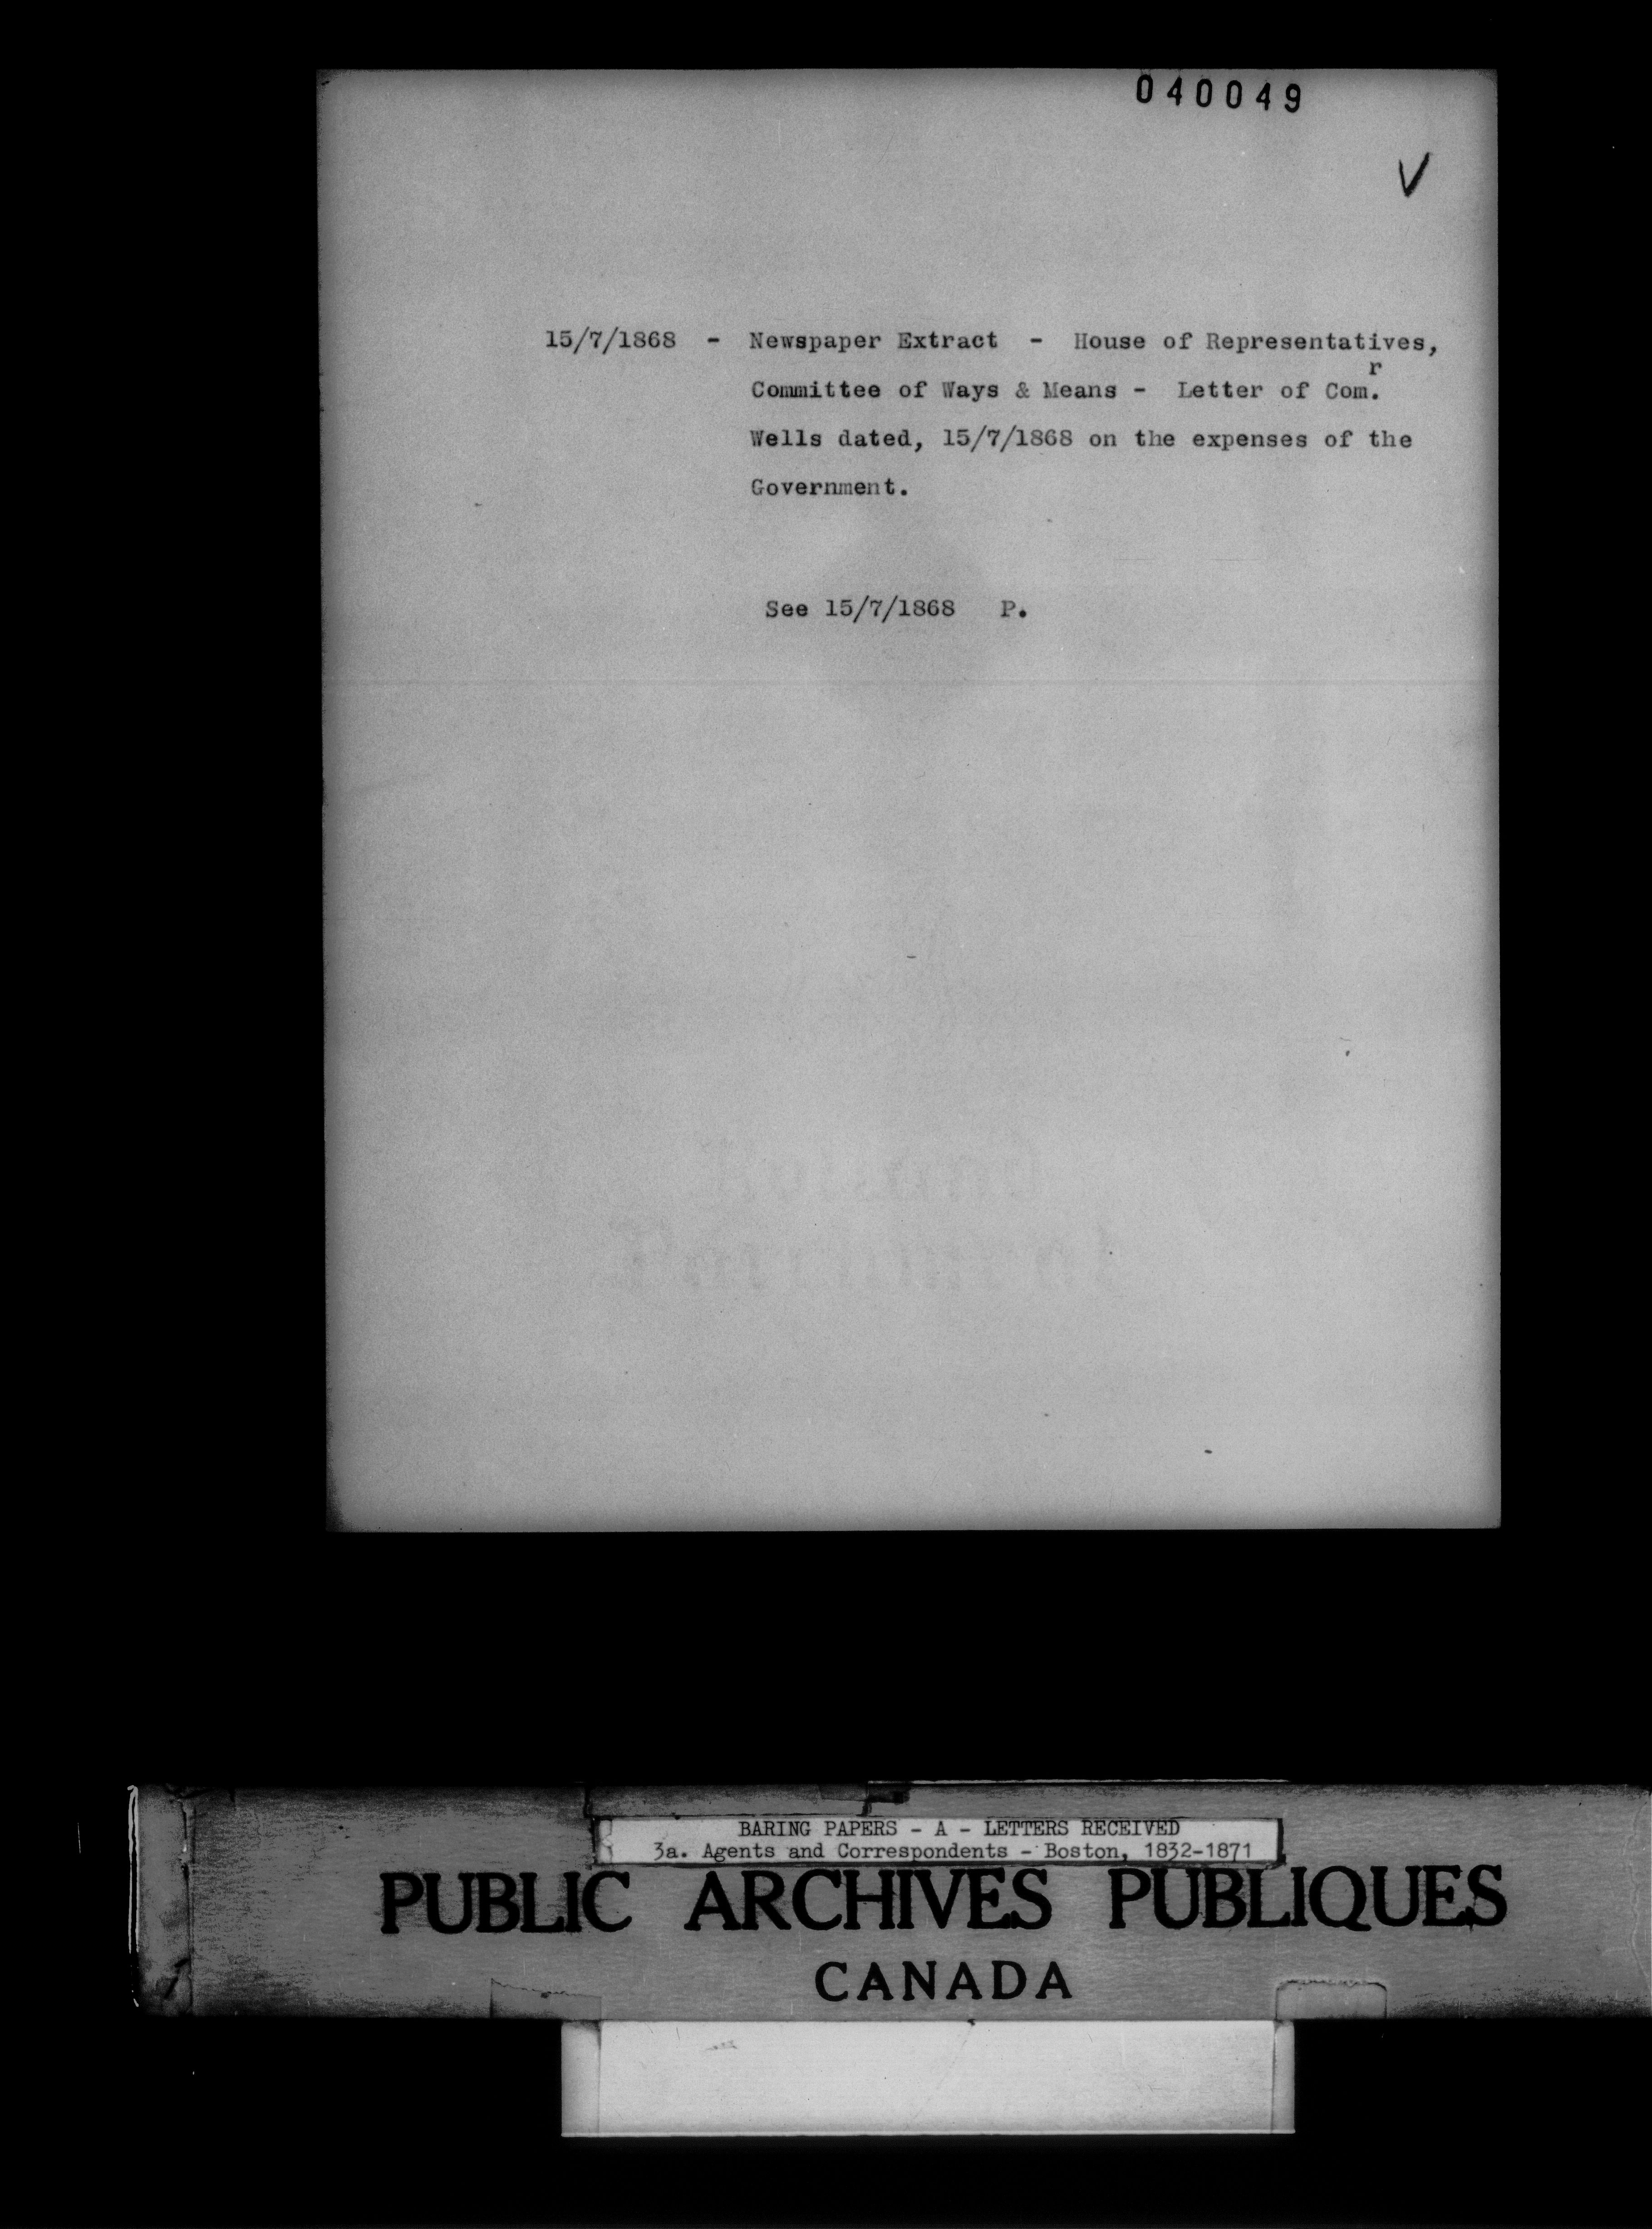 040049
V
15/7/1868 - Newspaper Extract - House of Representatives,
Committee of Ways & Means - Letter of Com.r
Wells dated, 15/7/1868 on the expenses of the
Government.
See 15/7/1868 P.
BARING PAPERS - A - LETTERS RECEIVED
3a. Agents and Correspondents - Boston, 1832-1871
PUBLIC ARCHIVES PUBLIQUES
CANADA